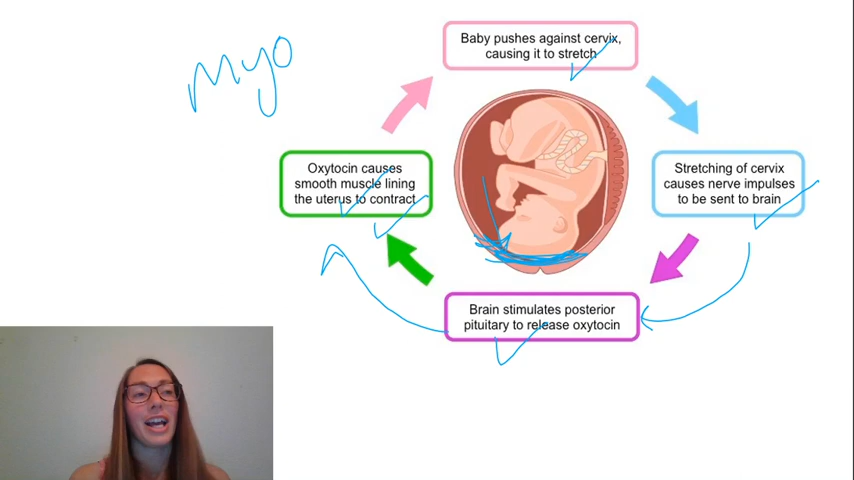 Myo
Baby pushes against cervix,
causing it to stretch
Stretching of cervix
causes nerve impulses
to be sent to brain
Brain stimulates posterior
pituitary to release oxytocin
Oxytocin causes
smooth muscle lining
the uterus to contract